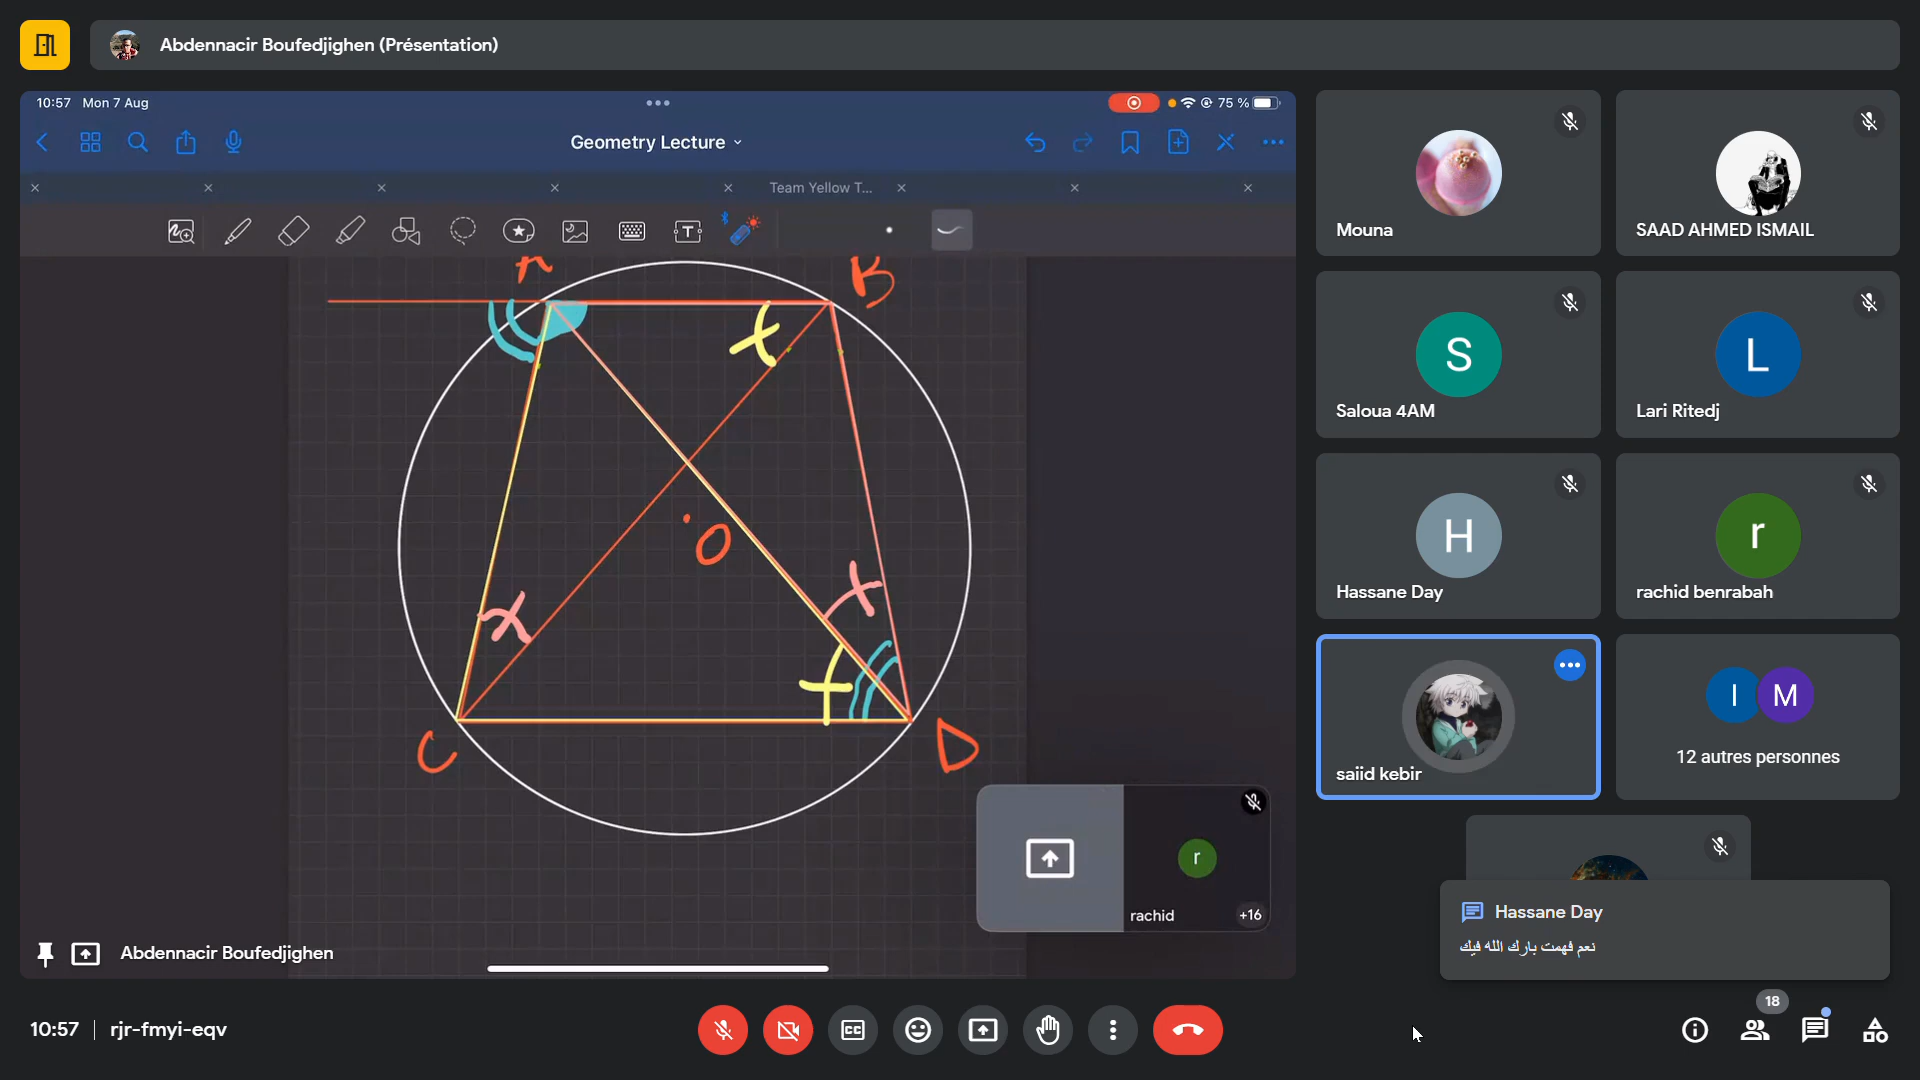 Abdennacir Boufedjighen (Présentation)
10:57 Mon 7 Aug
75 %
Geometry Lecture
Team Yellow T...
A
B
O
C
D
rachid
+16
Abdennacir Boufedjighen
Mouna
SAAD AHMED ISMAIL
S
Saloua 4AM
L
Lari Ritedj
H
Hassane Day
r
rachid benrabah
saiid kebir
I
M
12 autres personnes
r
Hassane Day
نعم فهمت بارك الله فيك
10:57 | rjr-fmyi-eqv
18